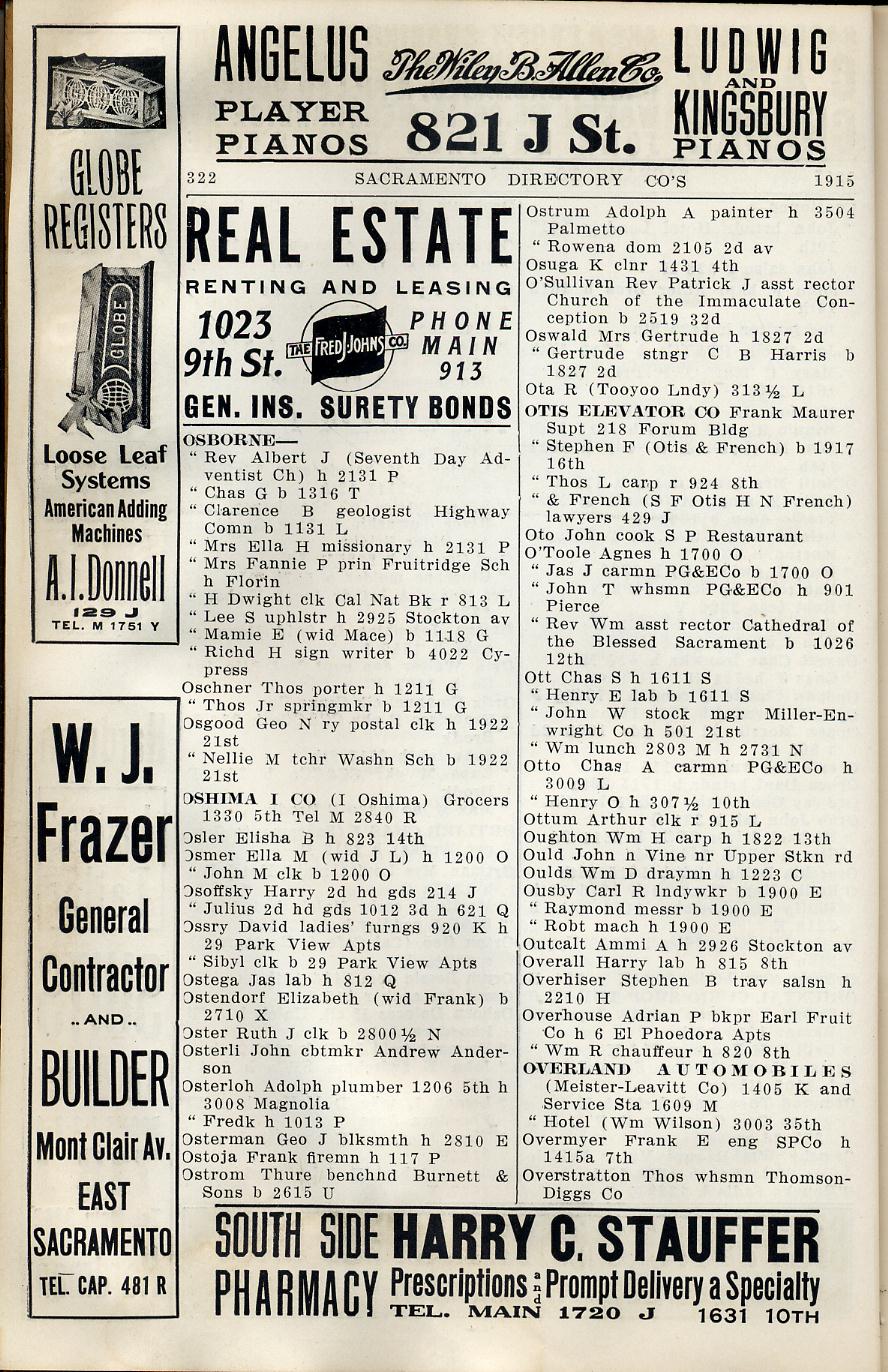 ANGELUS
PLAYER
PIANOS
The Wiley B. Allen Co.
821 J St.
LUDWIG
AND
KINGSBURY
PIANOS
322 SACRAMENTO DIRECTORY CO'S 1915
GLOBE
REGISTERS
GLOBE
Loose Leaf
Systems
American Adding
Machines
A.I. Donnell
129 J
TEL. M 1751 Y
W. J.
Frazer
General
Contractor
.. AND ..
BUILDER
Mont Clair Av.
EAST
SACRAMENTO
TEL. CAP. 481 R
REAL ESTATE
RENTING AND LEASING
1023
9th St.
THE FRED J. JOHNS CO.
PHONE
MAIN
913
GEN. INS. SURETY BONDS
OSBORNE—
" Rev Albert J (Seventh Day Ad-
ventist Ch) h 2131 P
" Chas G b 1316 T
" Clarence B geologist Highway
Comn b 1131 L
" Mrs Ella H missionary h 2131 P
" Mrs Fannie P prin Fruitridge Sch
h Florin
" H Dwight clk Cal Nat Bk r 813 L
" Lee S uphlstr h 2925 Stockton av
" Mamie E (wid Mace) b 1118 G
" Richd H sign writer b 4022 Cy-
press
Oschner Thos porter h 1211 G
" Thos Jr springmkr b 1211 G
Osgood Geo N ry postal clk h 1922
21st
" Nellie M tchr Washn Sch b 1922
21st
OSHIMA I CO (I Oshima) Grocers
1330 5th Tel M 2840 R
Osler Elisha B h 823 14th
Osmer Ella M (wid J L) h 1200 O
" John M clk b 1200 O
Osoffsky Harry 2d hd gds 214 J
" Julius 2d hd gds 1012 3d h 621 Q
Ossry David ladies' furngs 920 K h
29 Park View Apts
" Sibyl clk b 29 Park View Apts
Ostega Jas lab h 812 Q
Ostendorf Elizabeth (wid Frank) b
2710 X
Oster Ruth J clk b 2800½ N
Osterli John cbtmkr Andrew Ander-
son
Osterloh Adolph plumber 1206 5th h
3008 Magnolia
" Fredk h 1013 P
Osterman Geo J blksmth h 2810 E
Ostoja Frank firemn h 117 P
Ostrom Thure benchnd Burnett &
Sons b 2615 U
Ostrum Adolph A painter h 3504
Palmetto
" Rowena dom 2105 2d av
Osuga K clnr 1431 4th
O'Sullivan Rev Patrick J asst rector
Church of the Immaculate Con-
ception b 2519 32d
Oswald Mrs Gertrude h 1827 2d
" Gertrude stngr C B Harris b
1827 2d
Ota R (Tooyoo Lndy) 313½ L
OTIS ELEVATOR CO Frank Maurer
Supt 218 Forum Bldg
" Stephen F (Otis & French) b 1917
16th
" Thos L carp r 924 8th
" & French (S F Otis H N French)
lawyers 429 J
Oto John cook S P Restaurant
O'Toole Agnes h 1700 O
" Jas J carmn PG&ECo b 1700 O
" John T whsmn PG&ECo h 901
Pierce
" Rev Wm asst rector Cathedral of
the Blessed Sacrament b 1026
12th
Ott Chas S h 1611 S
" Henry E lab b 1611 S
" John W stock mgr Miller-En-
wright Co h 501 21st
" Wm lunch 2803 M h 2731 N
Otto Chas A carmn PG&ECo h
3009 L
" Henry O h 307½ 10th
Ottum Arthur clk r 915 L
Oughton Wm H carp h 1822 13th
Ould John n Vine nr Upper Stkn rd
Oulds Wm D draymn h 1223 C
Ousby Carl R lndywkr b 1900 E
" Raymond messr b 1900 E
" Robt mach h 1900 E
Outcalt Ammi A h 2926 Stockton av
Overall Harry lab h 815 8th
Overhiser Stephen B trav salsn h
2210 H
Overhouse Adrian P bkpr Earl Fruit
Co h 6 El Phoedora Apts
" Wm R chauffeur h 820 8th
OVERLAND AUTOMOBILES
(Meister-Leavitt Co) 1405 K and
Service Sta 1609 M
" Hotel (Wm Wilson) 3003 35th
Overmyer Frank E eng SPCo h
1415a 7th
Overstratton Thos whsmn Thomson-
Diggs Co
SOUTH SIDE
PHARMACY
HARRY C. STAUFFER
Prescriptions and Prompt Delivery a Specialty
TEL. MAIN 1720 J 1631 10TH